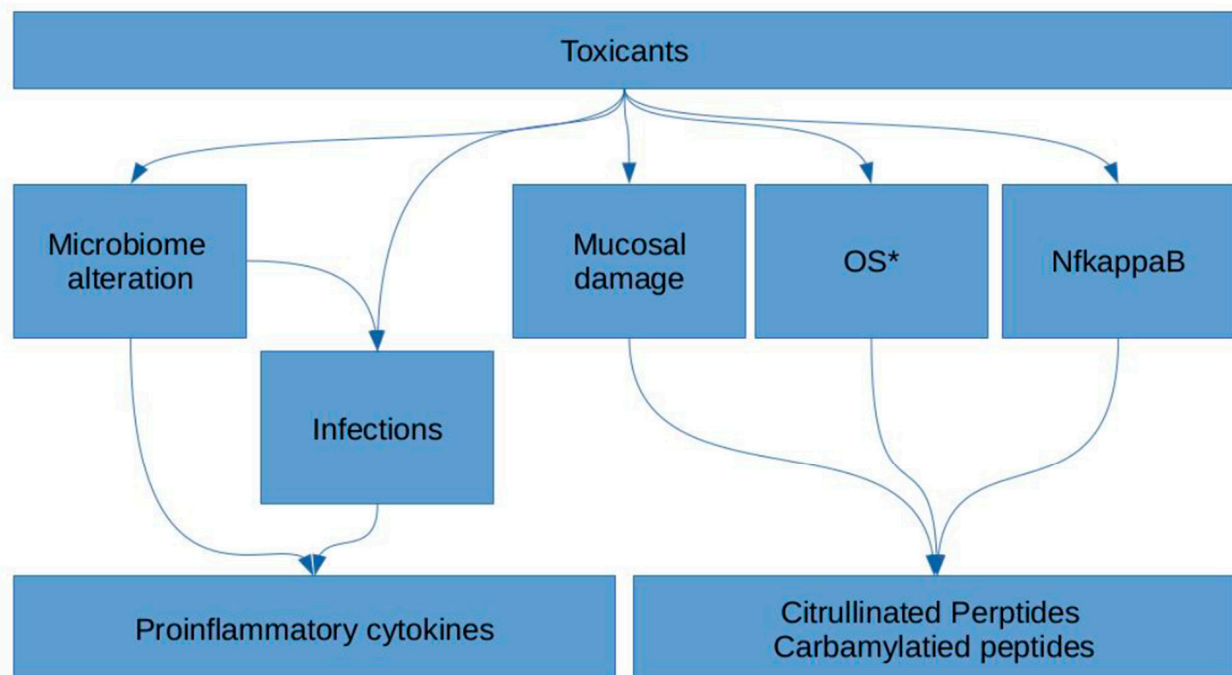 Toxicants
Microbiome
alteration
Mucosal
damage
OS*
NfkappaB
Infections
Proinflammatory cytokines
Citrullinated Perptides
Carbamylatied peptides